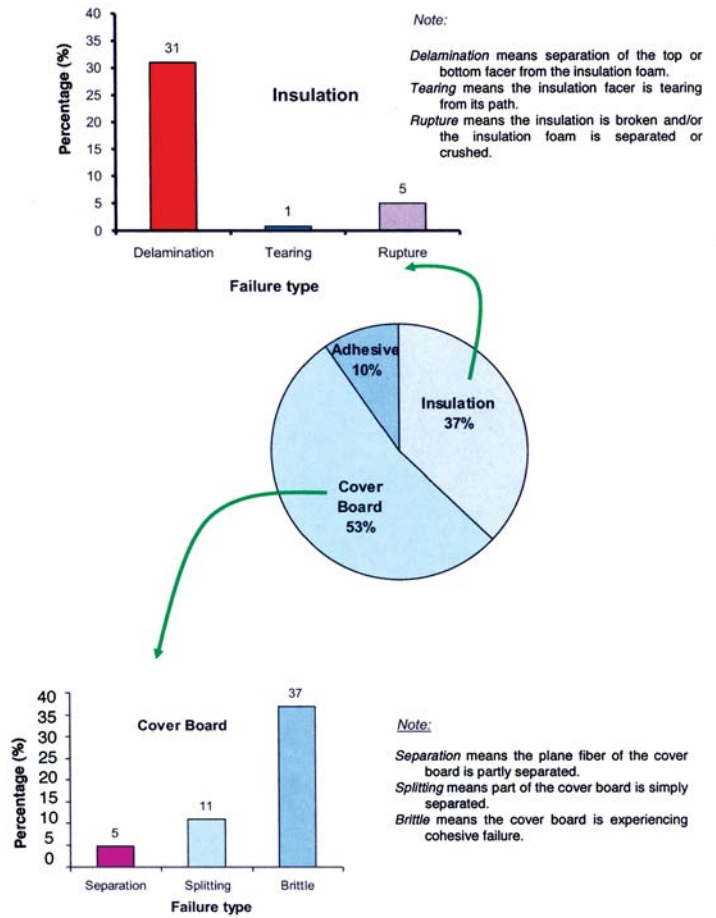 40
35
30
25
20
15
10
5
0
Percentage (%)
31
1
5
Insulation
Delamination
Tearing
Rupture
Failure type
Note:
Delamination means separation of the top or
bottom facer from the insulation foam.
Tearing means the insulation facer is tearing
from its path.
Rupture means the insulation is broken and/or
the insulation foam is separated or
crushed.
Adhesive
10%
Insulation
37%
Cover
Board
53%
40
35
30
25
20
15
10
5
0
Percentage (%)
Cover Board
5
11
37
Separation
Splitting
Brittle
Failure type
Note:
Separation means the plane fiber of the cover
board is partly separated.
Splitting means part of the cover board is simply
separated.
Brittle means the cover board is experiencing
cohesive failure.